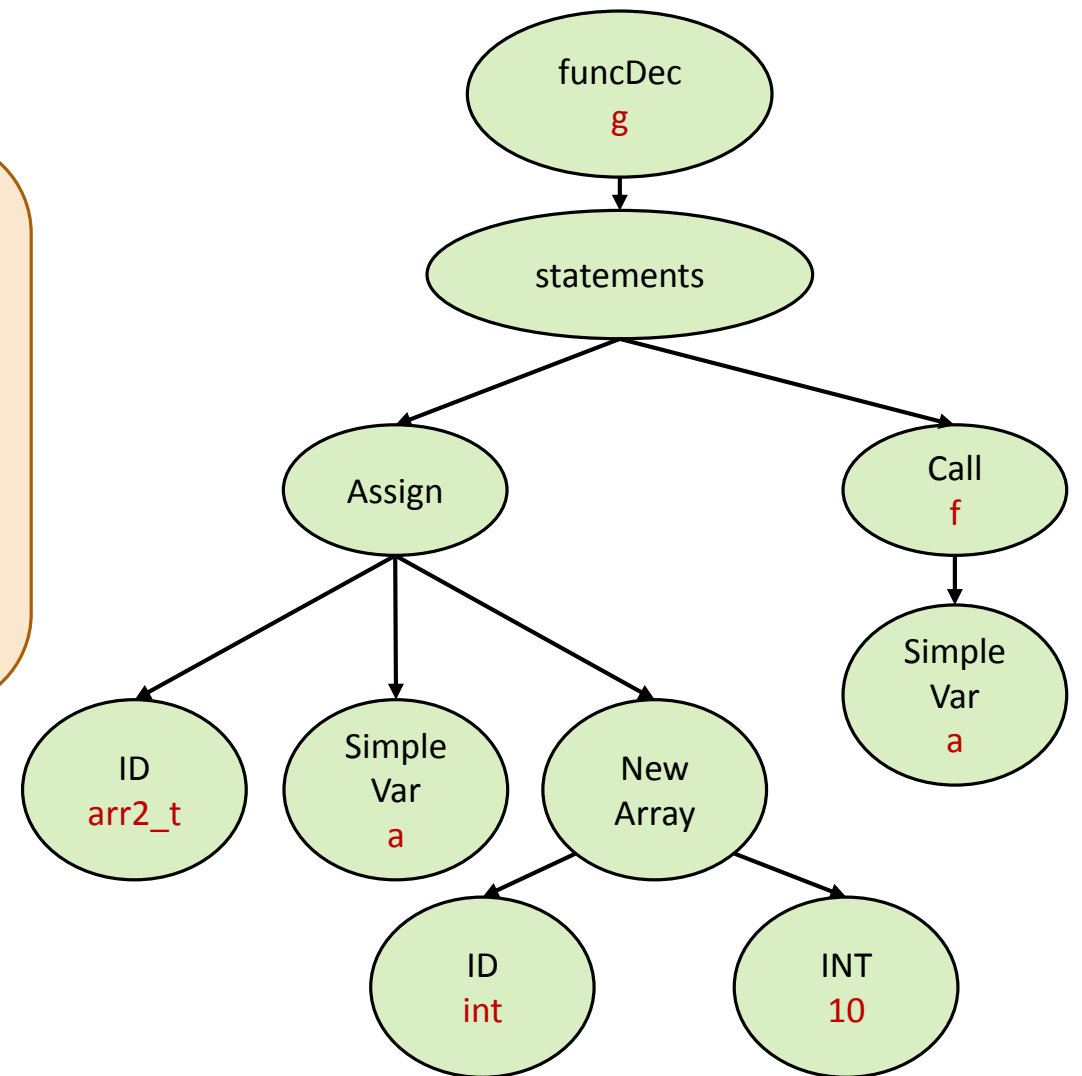 funcDec
g
statements
Assign
Call
f
Simple
Var
a
ID
arr2_t
Simple
Var
a
New
Array
ID
int
INT
10